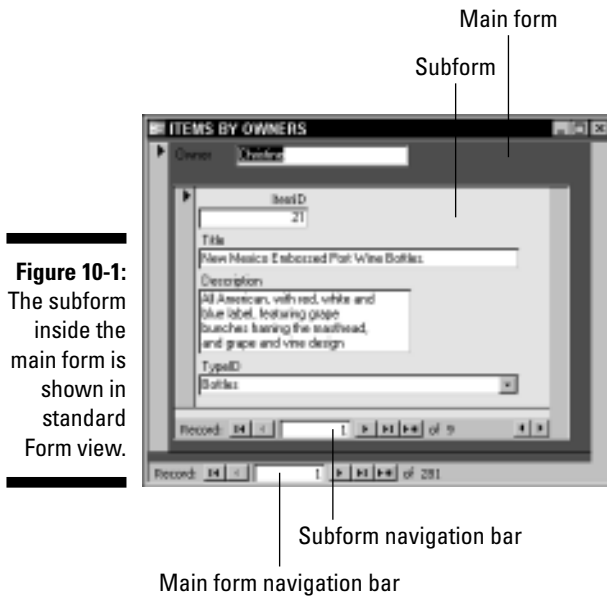 Main form
Subform
ITEMS BY OWNERS
Owner Christine
ItemID
21
Title
New Mexico Embossed Port Wine Bottles
Description
All American, with red, white and
blue label, featuring grape
bunches framing the masthead,
and grape and vine design
TypeID
Bottles
Record: 1 of 9
Record: 1 of 281
Figure 10-1:
The subform
inside the
main form is
shown in
standard
Form view.
Subform navigation bar
Main form navigation bar